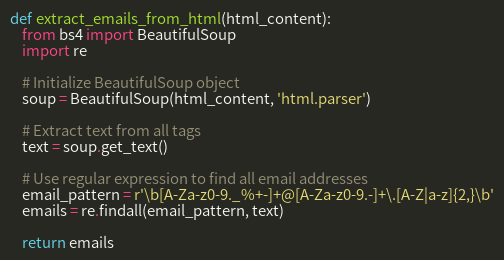 def extract_emails_from_html(html_content):
    from bs4 import BeautifulSoup
    import re

    # Initialize BeautifulSoup object
    soup = BeautifulSoup(html_content, 'html.parser')

    # Extract text from all tags
    text = soup.get_text()

    # Use regular expression to find all email addresses
    email_pattern = r'\b[A-Za-z0-9._%+-]+@[A-Za-z0-9.-]+\.[A-Z|a-z]{2,}\b'
    emails = re.findall(email_pattern, text)

    return emails